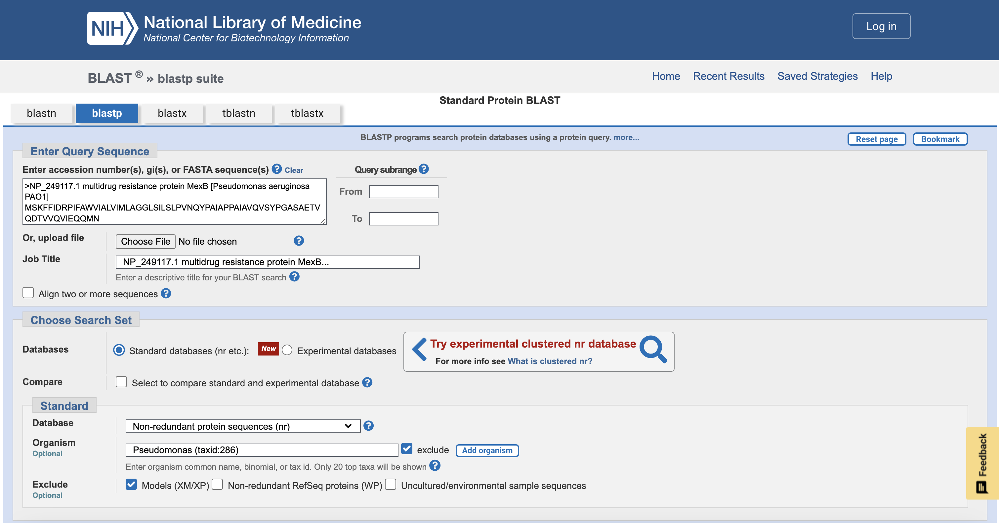 NIH National Library of Medicine
National Center for Biotechnology Information
Log in
BLAST ® » blastp suite
Home Recent Results Saved Strategies Help
Standard Protein BLAST
blastn blastp blastx tblastn tblastx
BLASTP programs search protein databases using a protein query. more...
Reset page Bookmark
Enter Query Sequence
Enter accession number(s), gi(s), or FASTA sequence(s) ? Clear
Query subrange ?
>NP_249117.1 multidrug resistance protein MexB [Pseudomonas aeruginosa
PAO1]
MSKFFIDRPIFAWVIALVIMLAGGLSILSLPVNQYPAIAPPAIAVQVSYPGASAETV
QDTVVQVIEQQMN
From
To
Or, upload file
Choose File No file chosen ?
Job Title
NP_249117.1 multidrug resistance protein MexB...
Enter a descriptive title for your BLAST search ?
Align two or more sequences ?
Choose Search Set
Databases
Standard databases (nr etc.): New Experimental databases
Try experimental clustered nr database
For more info see What is clustered nr?
Compare
Select to compare standard and experimental database ?
Standard
Database
Non-redundant protein sequences (nr) ?
Organism
Optional
Pseudomonas (taxid:286) exclude Add organism
Enter organism common name, binomial, or tax id. Only 20 top taxa will be shown ?
Exclude
Optional
Models (XM/XP) Non-redundant RefSeq proteins (WP) Uncultured/environmental sample sequences
Feedback